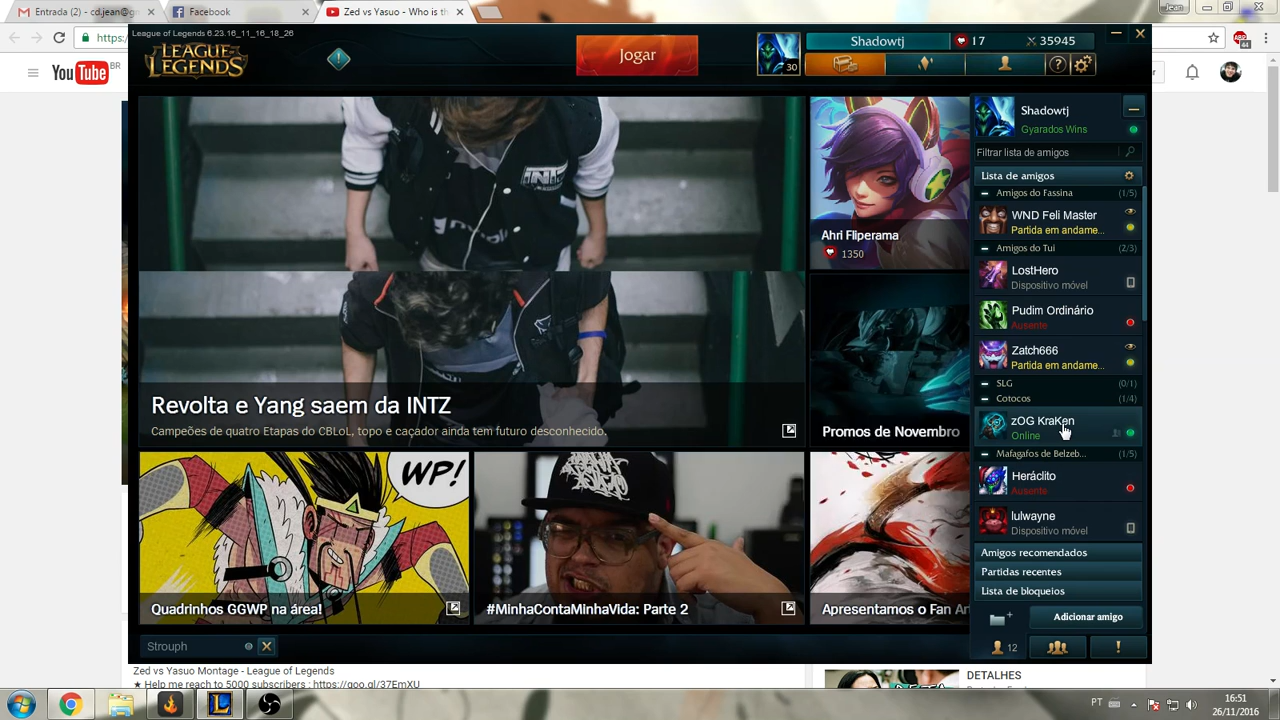 Entrada (2) - cdjean@g
Facebook
Zed vs Yasuo - Who is th
https:
You Tube BR
League of Legends 6.23.16_11_16_18_26
LEAGUE
LEGENDS
Jogar
30
Shadowtj
17
35945
Shadowtj
Gyarados Wins
Filtrar lista de amigos
Lista de amigos
Amigos do Fassina (1/5)
WND Feli Master
Partida em andame...
Amigos do Tui (2/3)
LostHero
Dispositivo móvel
Pudim Ordinário
Ausente
Zatch666
Partida em andame...
SLG (0/1)
Cotocos (1/4)
zOG KraKen
Online
Mafagafos de Belzeb... (1/5)
Heráclito
Ausente
lulwayne
Dispositivo móvel
Amigos recomendados
Partidas recentes
Lista de bloqueios
Adicionar amigo
12
INTZ
Revolta e Yang saem da INTZ
Campeões de quatro Etapas do CBLoL, topo e caçador ainda tem futuro desconhecido.
Ahri Fliperama
1350
Promos de Novembro
WP!
Quadrinhos GGWP na área!
#MinhaContaMinhaVida: Parte 2
Apresentamos o Fan Ar
Strouph
Zed vs Yasuo Montage - League of Legends
★ Help me reach to 5000 subscribers : https://goo.gl/37EmXU
DETALHES
PT
16:51
26/11/2016